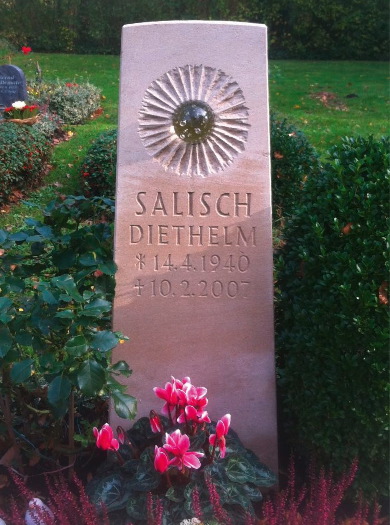 SALISCH
DIETHELM
* 14.4.1940
✝ 10.2.2007